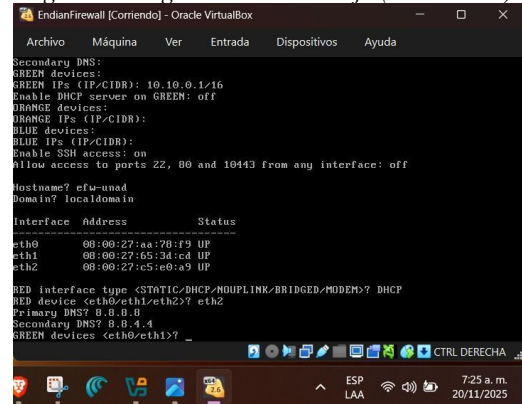 EndianFirewall [Corriendo] - Oracle VirtualBox
Archivo Máquina Ver Entrada Dispositivos Ayuda
Secondary DNS:
GREEN devices:
GREEN IPs (IP/CIDR): 10.10.0.1/16
Enable DHCP server on GREEN: off
ORANGE devices:
ORANGE IPs (IP/CIDR):
BLUE devices:
BLUE IPs (IP/CIDR):
Enable SSH access: on
Allow access to ports 22, 80 and 10443 from any interface: off
Hostname? efw-unad
Domain? localdomain
Interface Address Status
----------------------------------------
eth0 08:00:27:aa:78:f9 UP
eth1 08:00:27:65:3d:cd UP
eth2 08:00:27:c5:e0:a9 UP
RED interface type <STATIC/DHCP/NOUPLINK/BRIDGED/MODEM>? DHCP
RED device <eth0/eth1/eth2>? eth2
Primary DNS? 8.8.8.8
Secondary DNS? 8.8.4.4
GREEN devices <eth0/eth1>? _
CTRL DERECHA
2.6
ESP
LAA
7:25 a. m.
20/11/2025